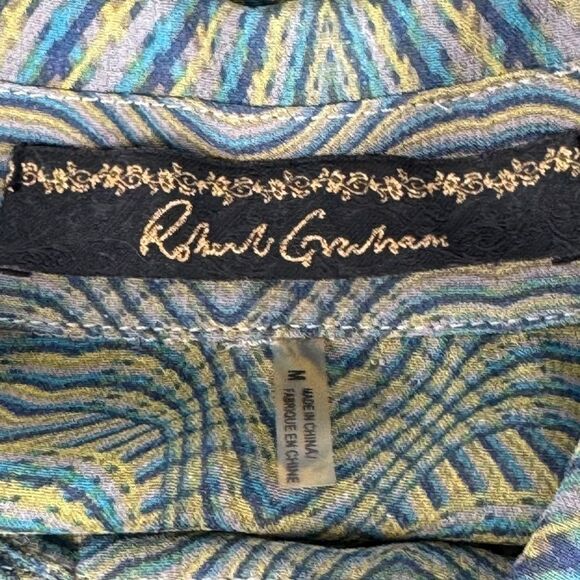 Robert Graham
M
MADE IN CHINA/
FABRIQUE EN CHINE